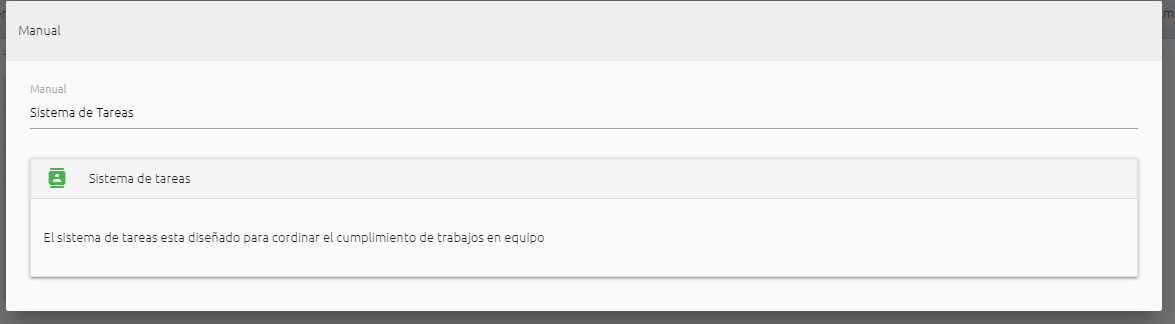 Manual
Manual
Sistema de Tareas
Sistema de tareas
El sistema de tareas esta diseñado para cordinar el cumplimiento de trabajos en equipo